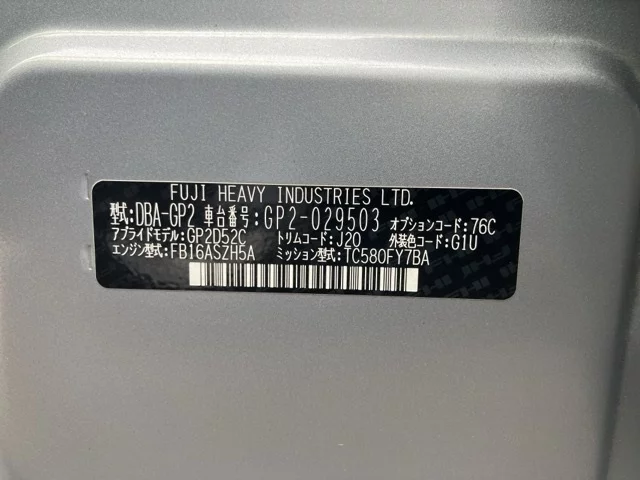 FUJI HEAVY INDUSTRIES LTD.
型式:DBA-GP2 車台番号:GP2-029503 オプションコード:76C
アプライドモデル:GP2D52C トリムコード:J20 外装色コード:G1U
エンジン型式:FB16ASZH5A ミッション型式:TC580FY7BA